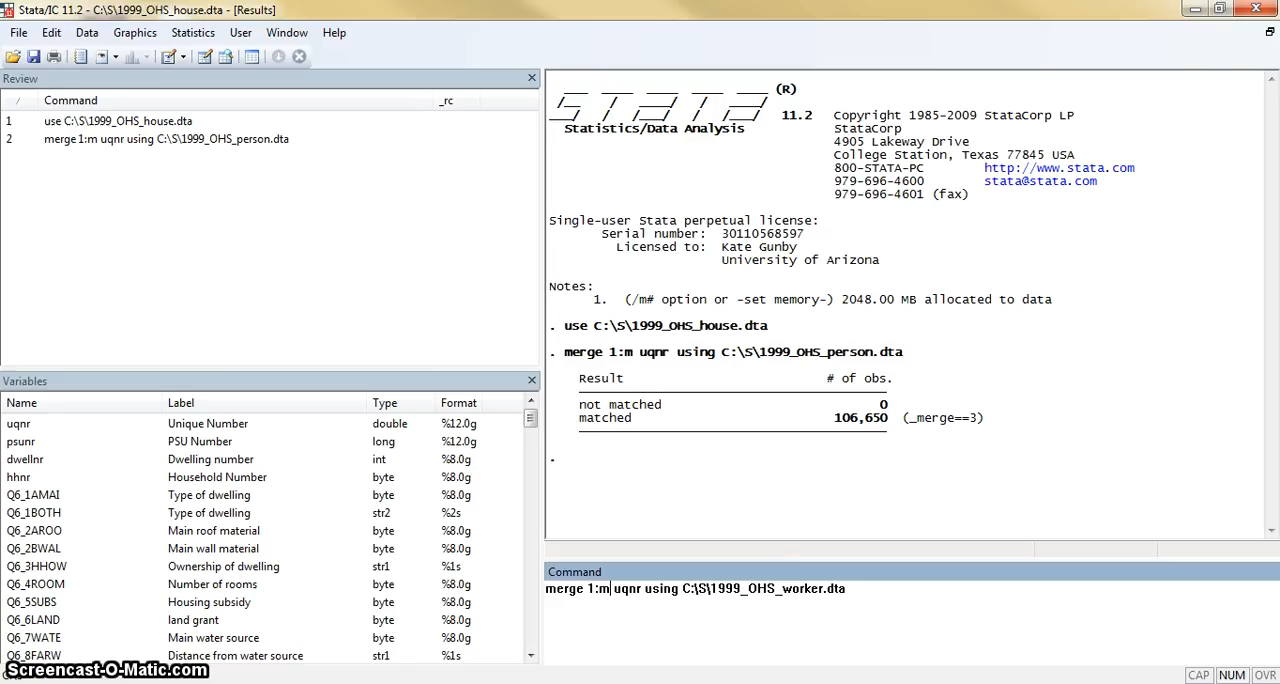 Stata/IC 11.2 - C:\S\1999_OHS_house.dta - [Results]
File Edit Data Graphics Statistics User Window Help
Review
/ Command _rc
1 use C:\S\1999_OHS_house.dta
2 merge 1:m uqnr using C:\S\1999_OHS_person.dta
Variables
Name Label Type Format
uqnr Unique Number double %12.0g
psunr PSU Number long %12.0g
dwellnr Dwelling number int %8.0g
hhnr Household Number byte %8.0g
Q6_1AMAI Type of dwelling byte %8.0g
Q6_1BOTH Type of dwelling str2 %2s
Q6_2AROO Main roof material byte %8.0g
Q6_2BWAL Main wall material byte %8.0g
Q6_3HHOW Ownership of dwelling str1 %1s
Q6_4ROOM Number of rooms byte %8.0g
Q6_5SUBS Housing subsidy byte %8.0g
Q6_6LAND land grant byte %8.0g
Q6_7WATE Main water source byte %8.0g
Q6_8FARW Distance from water source str1 %1s
Screencast-O-Matic.com
(R)
Stata
11.2 Copyright 1985-2009 StataCorp LP
Statistics/Data Analysis StataCorp
4905 Lakeway Drive
College Station, Texas 77845 USA
800-STATA-PC http://www.stata.com
979-696-4600 stata@stata.com
979-696-4601 (fax)
Single-user Stata perpetual license:
Serial number: 30110568597
Licensed to: Kate Gunby
University of Arizona
Notes:
1. (/m# option or -set memory-) 2048.00 MB allocated to data
. use C:\S\1999_OHS_house.dta
. merge 1:m uqnr using C:\S\1999_OHS_person.dta
Result # of obs.
not matched 0
matched 106,650 (_merge==3)
.
Command
merge 1:m uqnr using C:\S\1999_OHS_worker.dta
CAP NUM OVR